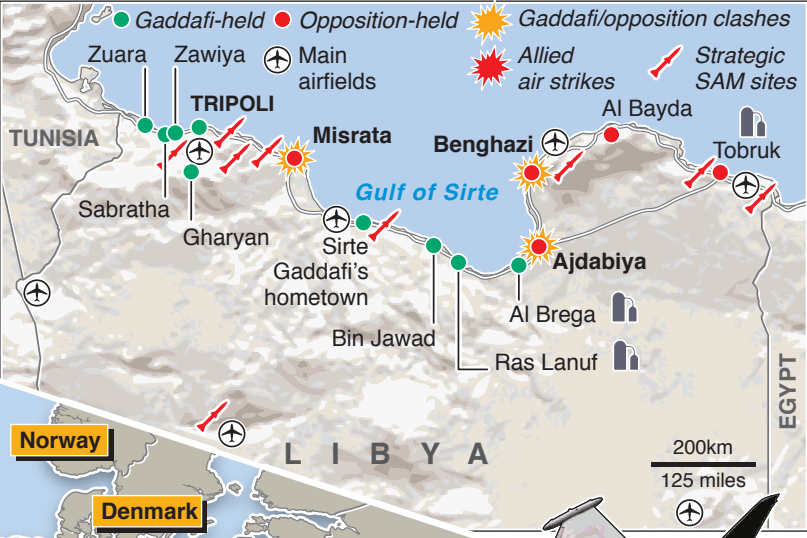 Gaddafi-held
Opposition-held
Gaddafi/opposition clashes
Zuara
Zawiya
Main
airfields
Allied
air strikes
Strategic
SAM sites
TRIPOLI
Al Bayda
TUNISIA
Misrata
Benghazi
Tobruk
Gulf of Sirte
Sabratha
Gharyan
Sirte
Gaddafi's
hometown
Ajdabiya
Al Brega
Bin Jawad
Ras Lanuf
EGYPT
LIBYA
Norway
200km
125 miles
Denmark